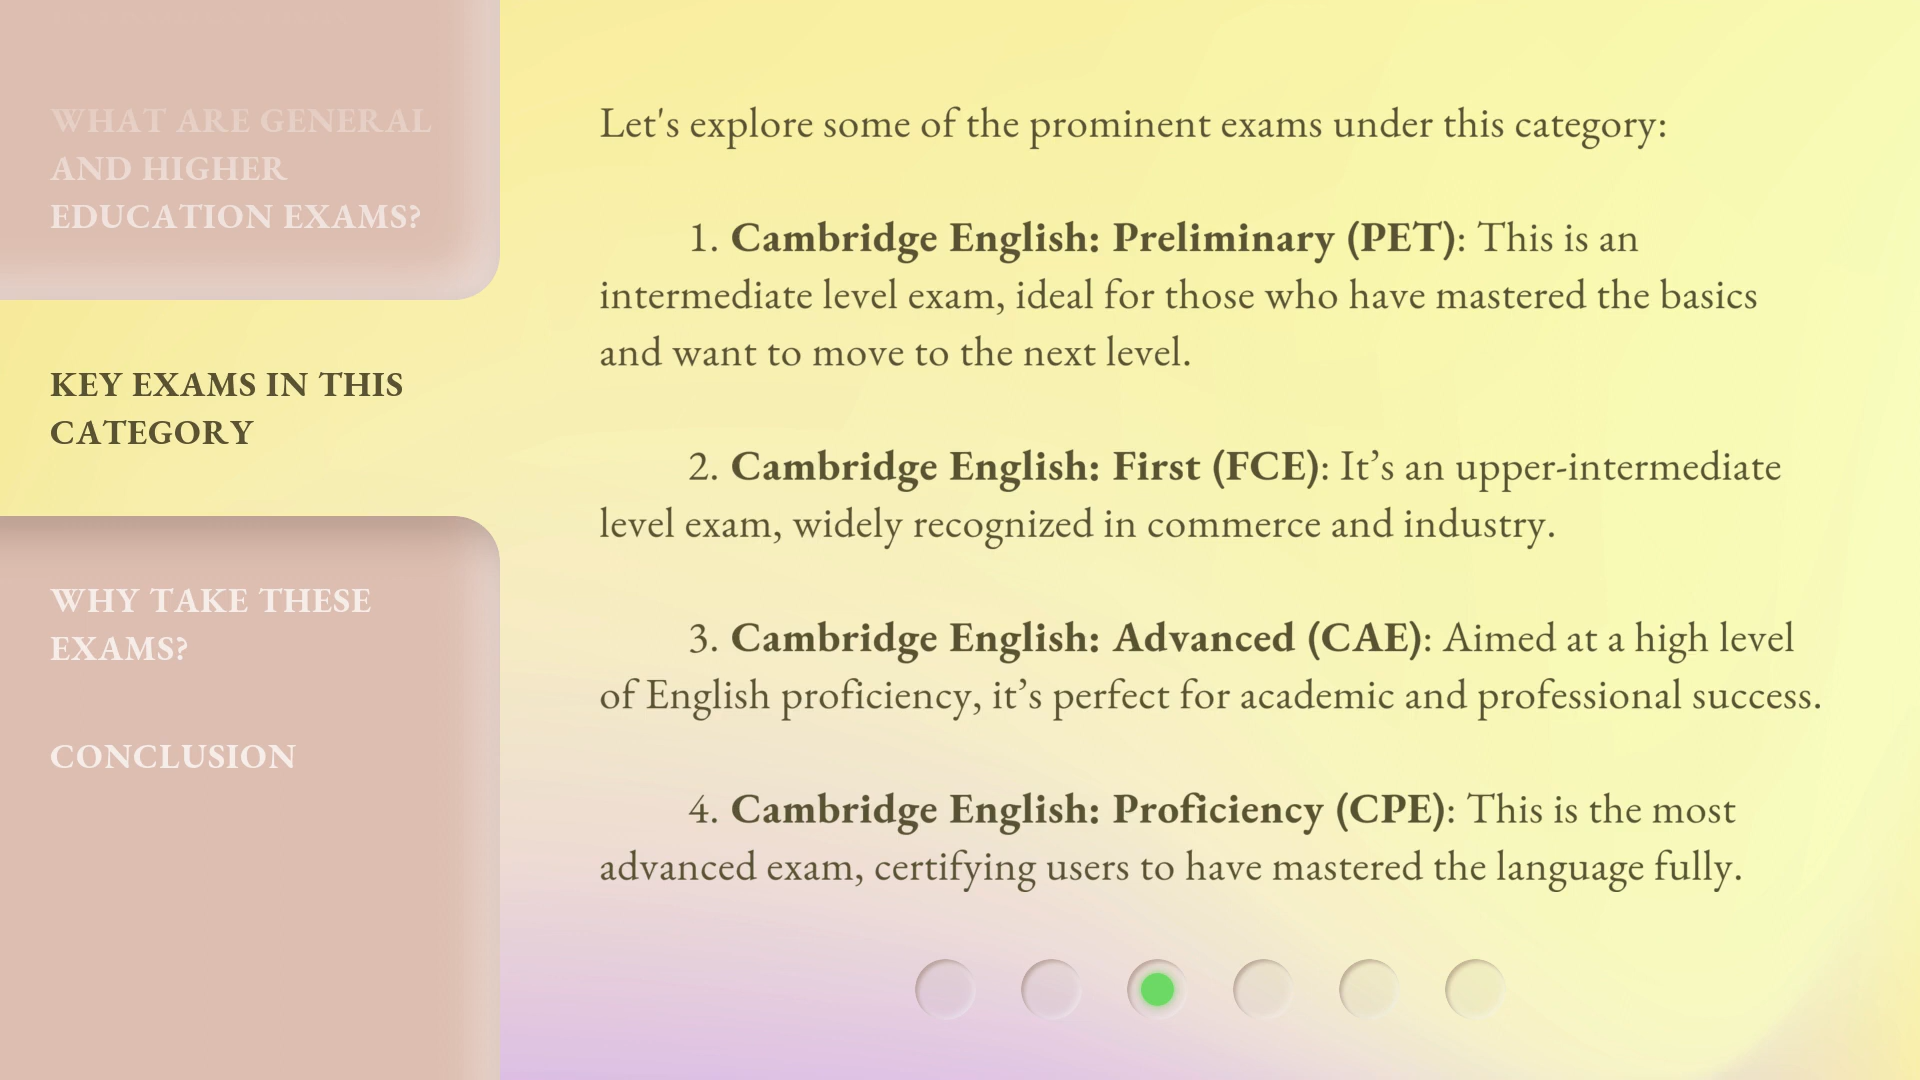 WHAT ARE GENERAL
AND HIGHER
EDUCATION EXAMS?
KEY EXAMS IN THIS
CATEGORY
WHY TAKE THESE
EXAMS?
CONCLUSION
Let's explore some of the prominent exams under this category:
1. Cambridge English: Preliminary (PET): This is an
intermediate level exam, ideal for those who have mastered the basics
and want to move to the next level.
2. Cambridge English: First (FCE): It’s an upper-intermediate
level exam, widely recognized in commerce and industry.
3. Cambridge English: Advanced (CAE): Aimed at a high level
of English proficiency, it’s perfect for academic and professional success.
4. Cambridge English: Proficiency (CPE): This is the most
advanced exam, certifying users to have mastered the language fully.